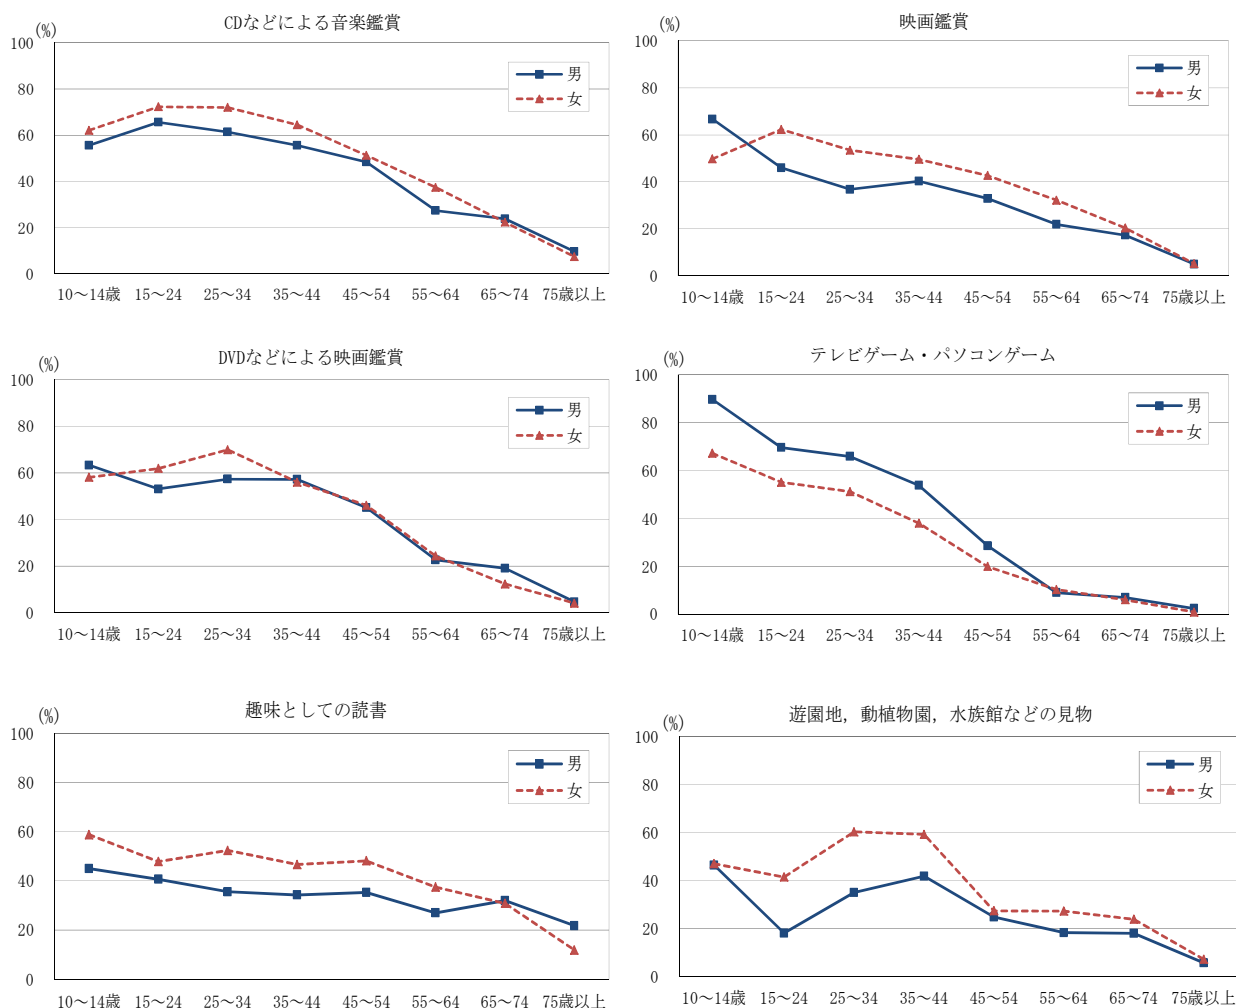 CDなどによる音楽鑑賞
(%)
100
80
60
40
20
0
男
女
10～14歳 15～24 25～34 35～44 45～54 55～64 65～74 75歳以上
映画鑑賞
(%)
100
80
60
40
20
0
男
女
10～14歳 15～24 25～34 35～44 45～54 55～64 65～74 75歳以上
DVDなどによる映画鑑賞
(%)
100
80
60
40
20
0
男
女
10～14歳 15～24 25～34 35～44 45～54 55～64 65～74 75歳以上
テレビゲーム・パソコンゲーム
(%)
100
80
60
40
20
0
男
女
10～14歳 15～24 25～34 35～44 45～54 55～64 65～74 75歳以上
趣味としての読書
(%)
100
80
60
40
20
0
男
女
10～14歳 15～24 25～34 35～44 45～54 55～64 65～74 75歳以上
遊園地，動植物園，水族館などの見物
(%)
100
80
60
40
20
0
男
女
10～14歳 15～24 25～34 35～44 45～54 55～64 65～74 75歳以上